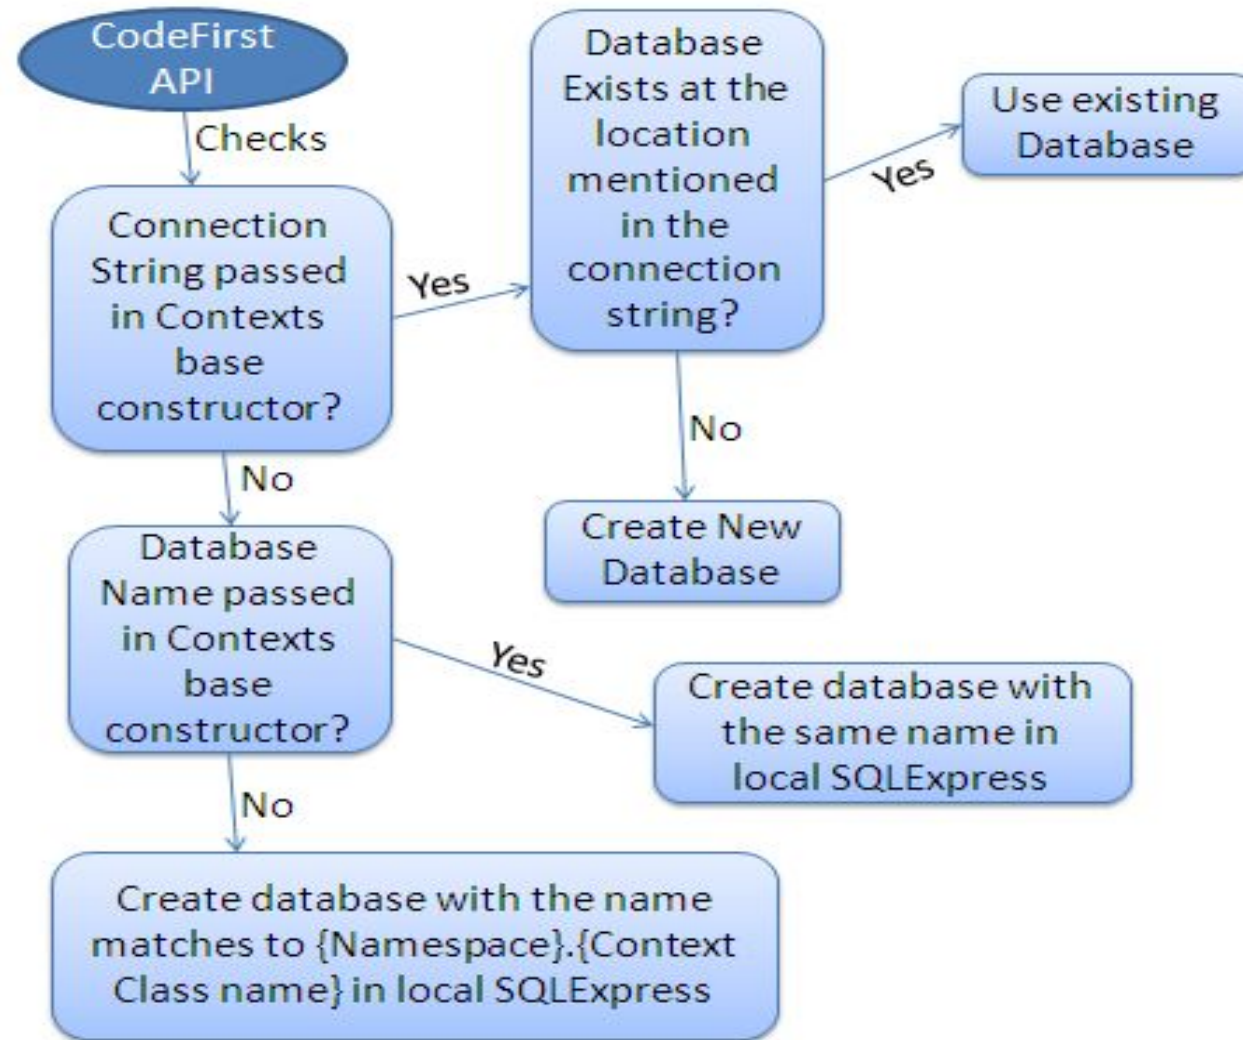 CodeFirst
API
Checks
Connection
String passed
in Contexts
base
constructor?
Yes
Database
Exists at the
location
mentioned
in the
connection
string?
Yes
Use existing
Database
No
Create New
Database
No
Database
Name passed
in Contexts
base
constructor?
Yes
Create database with
the same name in
local SQLExpress
No
Create database with the name
matches to {Namespace}.{Context
Class name} in local SQLExpress